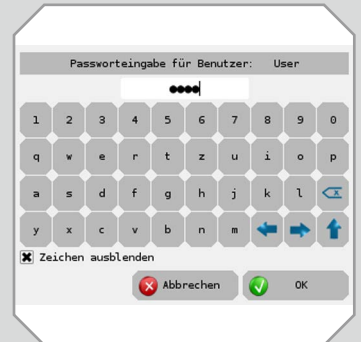 Passworteingabe für Benutzer: User
●●●●
1 2 3 4 5 6 7 8 9 0
q w e r t z u i o p
a s d f g h j k l
y x c v b n m
Zeichen ausblenden
Abbrechen OK